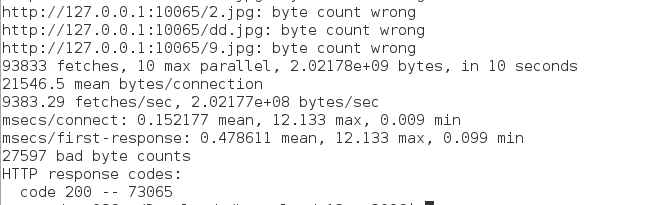 http://127.0.0.1:10065/2.jpg: byte count wrong
http://127.0.0.1:10065/dd.jpg: byte count wrong
http://127.0.0.1:10065/9.jpg: byte count wrong
93833 fetches, 10 max parallel, 2.02178e+09 bytes, in 10 seconds
21546.5 mean bytes/connection
9383.29 fetches/sec, 2.02177e+08 bytes/sec
msecs/connect: 0.152177 mean, 12.133 max, 0.009 min
msecs/first-response: 0.478611 mean, 12.133 max, 0.099 min
27597 bad byte counts
HTTP response codes:
  code 200 -- 73065